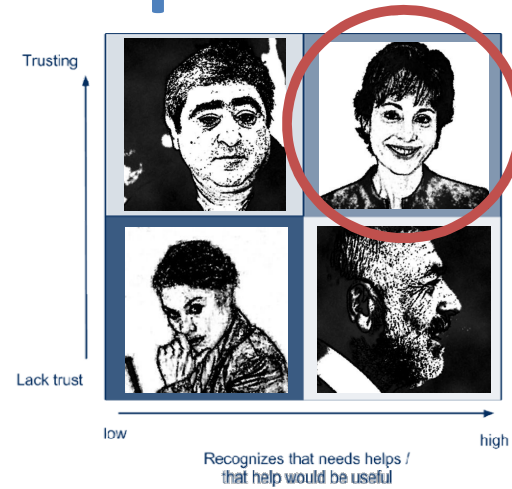 Trusting
Lack trust
low
high
Recognizes that needs helps /
that help would be useful